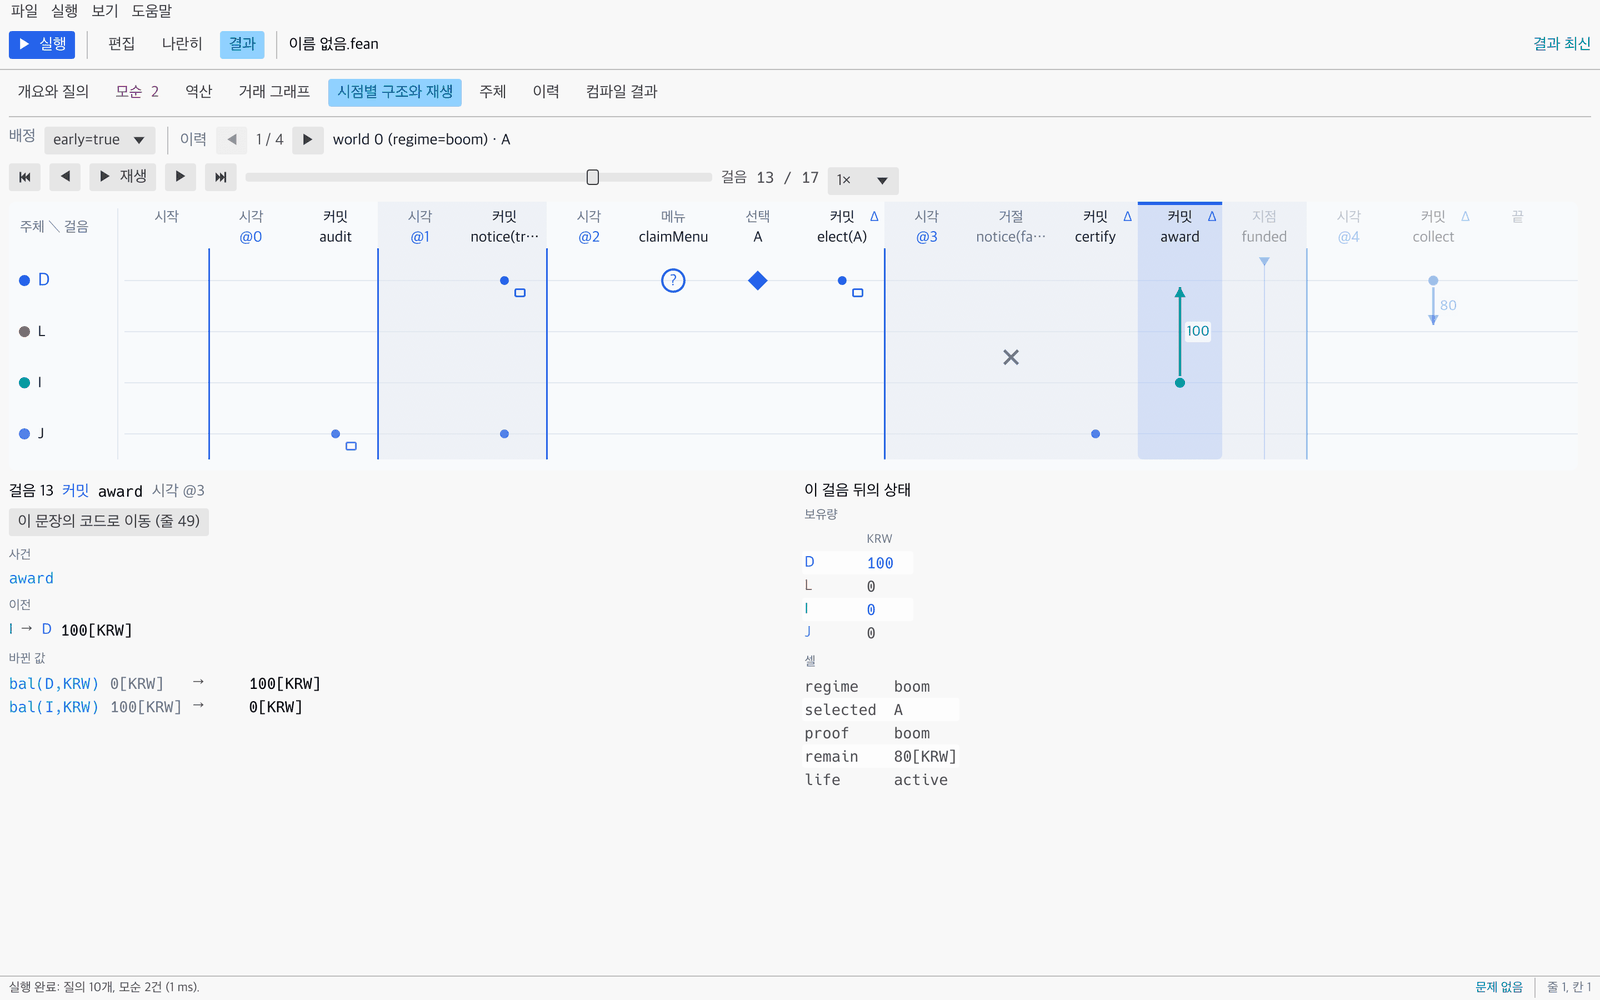 파일 실행 보기 도움말
▶ 실행 편집 나란히 결과 이름 없음.fean 결과 최신
개요와 질의 모순 2 역산 거래 그래프 시점별 구조와 재생 주체 이력 컴파일 결과
배정 early=true ▼ 이력 ◀ 1 / 4 ▶ world 0 (regime=boom) · A
⏮ ◀ ▶ 재생 ▶ ⏭ 걸음 13 / 17 1× ▼
주체 ＼ 걸음 시작 시각 커밋 시각 커밋 시각 메뉴 선택 커밋 Δ 시각 거절 커밋 Δ 커밋 Δ 지점 시각 커밋 Δ 끝
@0 audit @1 notice(tr⋯ @2 claimMenu A elect(A) @3 notice(fa⋯ certify award funded @4 collect
D ?
80
L 100
I
J
걸음 13 커밋 award 시각 @3
이 문장의 코드로 이동 (줄 49)
사건
award
이전
I → D 100[KRW]
바뀐 값
bal(D,KRW) 0[KRW] → 100[KRW]
bal(I,KRW) 100[KRW] → 0[KRW]
이 걸음 뒤의 상태
보유량
KRW
D 100
L 0
I 0
J 0
셀
regime boom
selected A
proof boom
remain 80[KRW]
life active
실행 완료: 질의 10개, 모순 2건 (1 ms). 문제 없음 줄 1, 칸 1